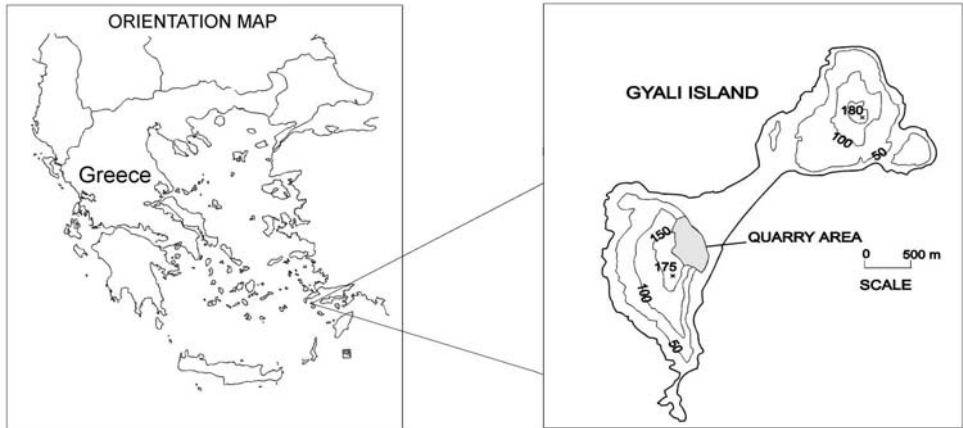 ORIENTATION MAP
Greece
GYALI ISLAND
180
100
50
150
QUARRY AREA
175
0 500 m
SCALE
100
50